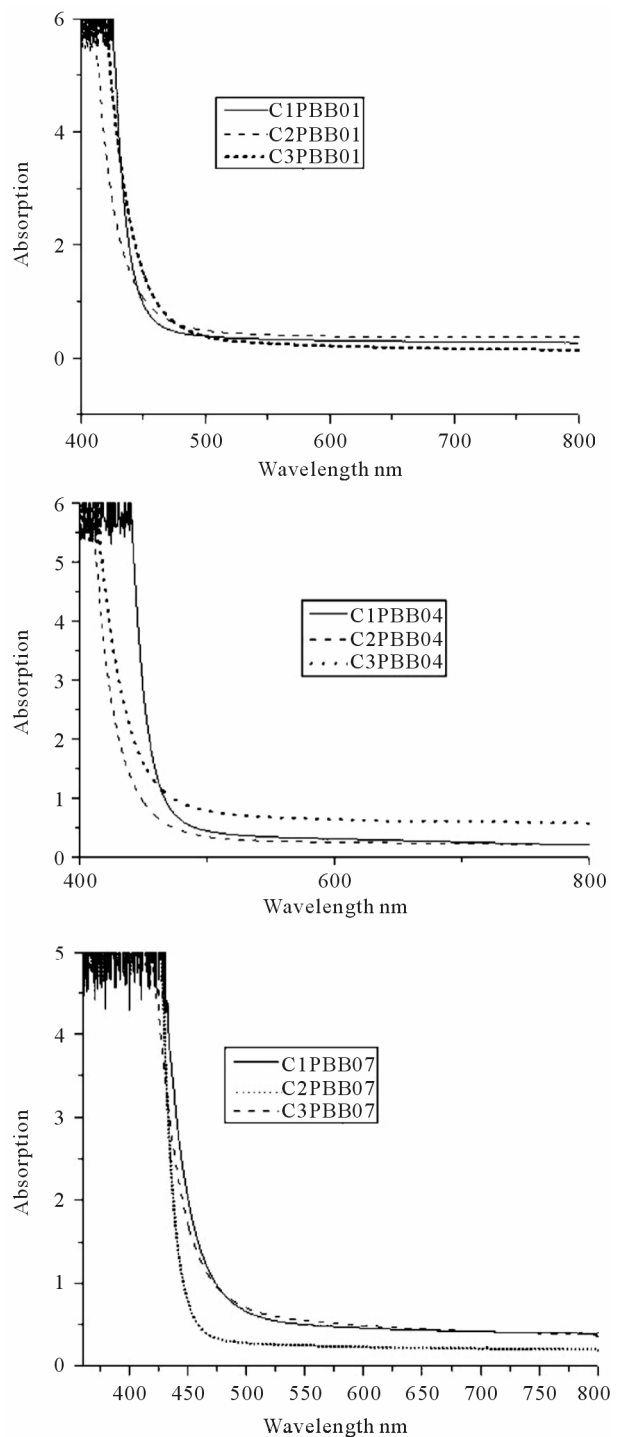 6
4
2
0
Absorption
C1PBB01
C2PBB01
C3PBB01
400 500 600 700 800
Wavelength nm
6
5
4
3
2
1
0
Absorption
C1PBB04
C2PBB04
C3PBB04
400 600 800
Wavelength nm
5
4
3
2
1
0
Absorption
C1PBB07
C2PBB07
C3PBB07
400 450 500 550 600 650 700 750 800
Wavelength nm